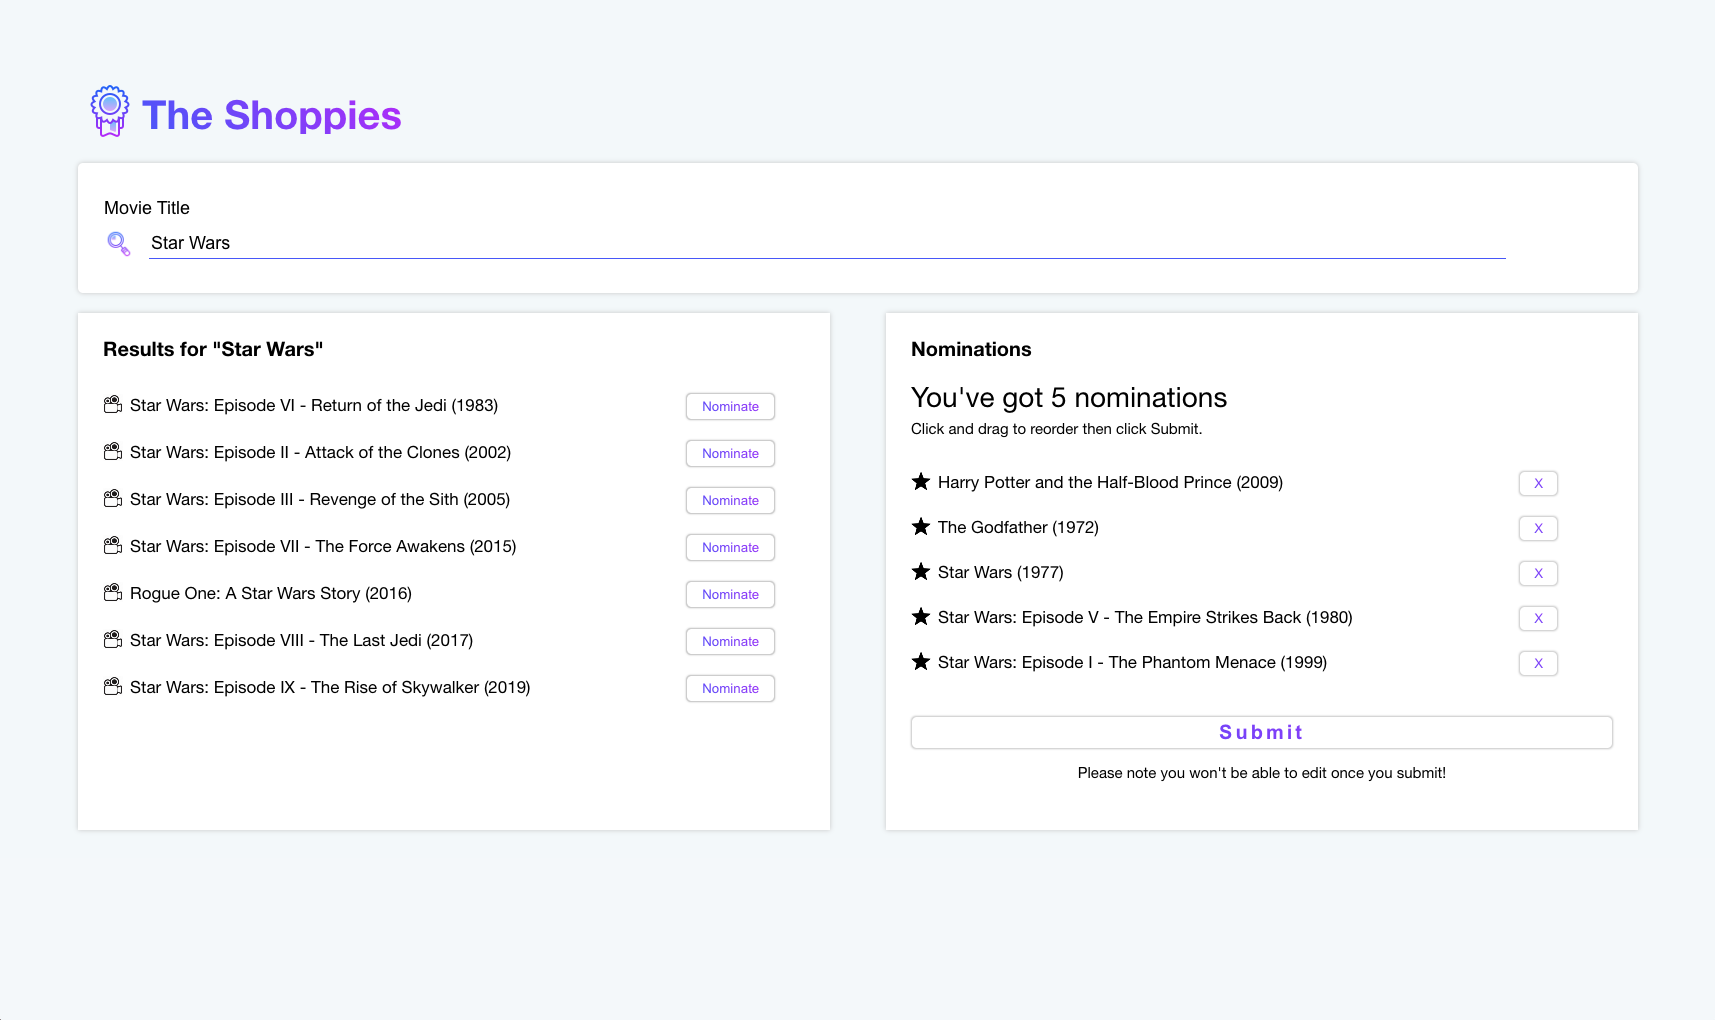 The Shoppies
Movie Title
Star Wars
Results for "Star Wars"
Star Wars: Episode VI - Return of the Jedi (1983)
Nominate
Star Wars: Episode II - Attack of the Clones (2002)
Nominate
Star Wars: Episode III - Revenge of the Sith (2005)
Nominate
Star Wars: Episode VII - The Force Awakens (2015)
Nominate
Rogue One: A Star Wars Story (2016)
Nominate
Star Wars: Episode VIII - The Last Jedi (2017)
Nominate
Star Wars: Episode IX - The Rise of Skywalker (2019)
Nominate
Nominations
You've got 5 nominations
Click and drag to reorder then click Submit.
Harry Potter and the Half-Blood Prince (2009)
X
The Godfather (1972)
X
Star Wars (1977)
X
Star Wars: Episode V - The Empire Strikes Back (1980)
X
Star Wars: Episode I - The Phantom Menace (1999)
X
Submit
Please note you won't be able to edit once you submit!